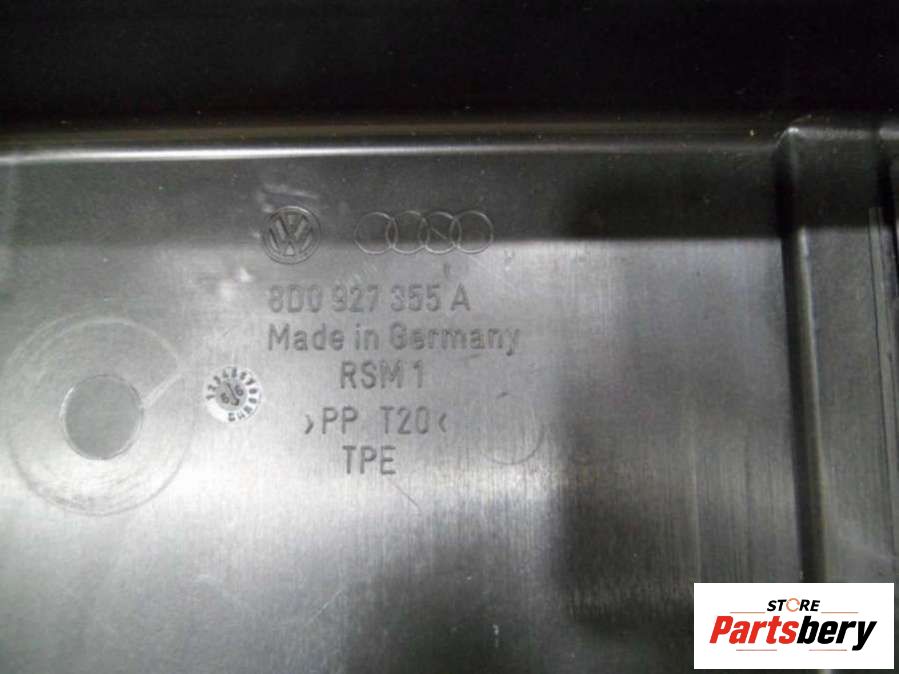 8D0 927 355 A
Made in Germany
RSM 1
>PP T20<
TPE
STORE
Partsbery